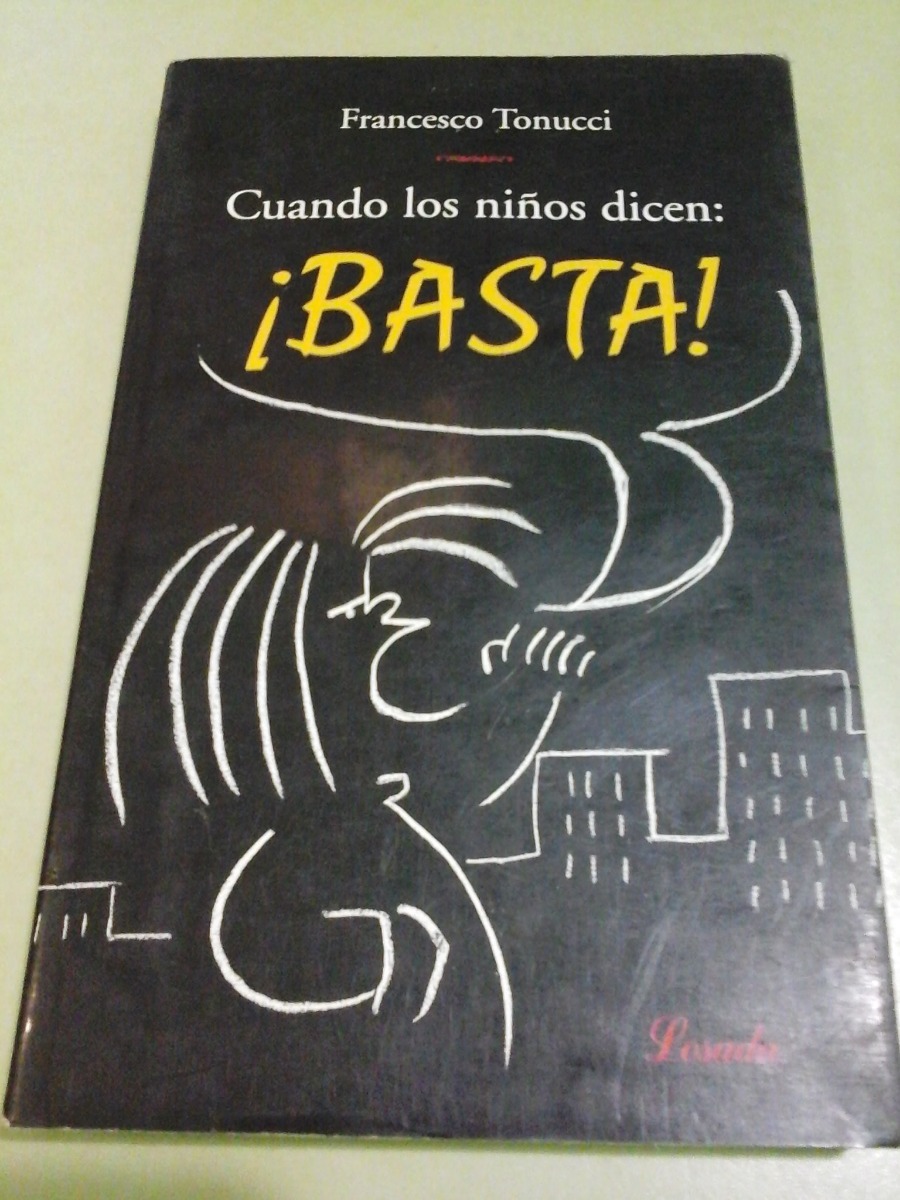 Francesco Tonucci
Cuando los niños dicen:
¡BASTA!
Losada